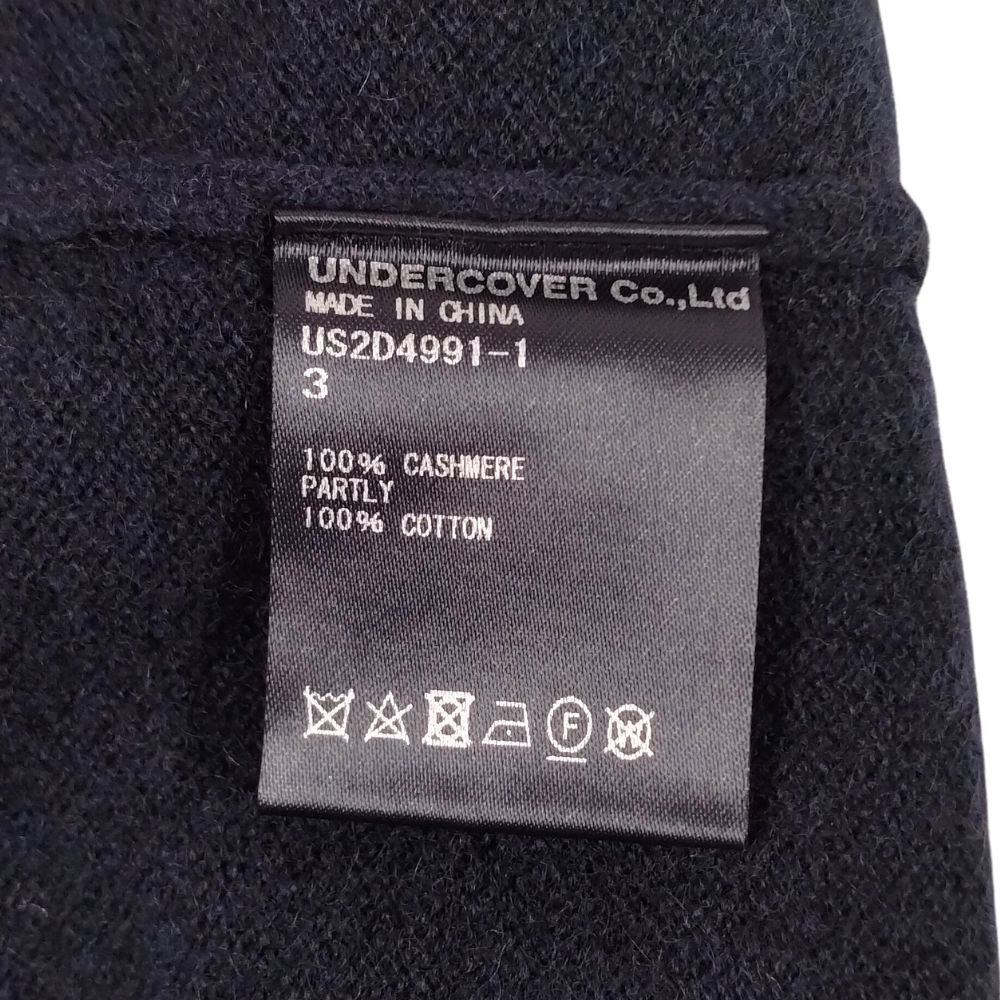 UNDERCOVER Co.,Ltd
MADE IN CHINA
US2D4991-1
3
100% CASHMERE
PARTLY
100% COTTON
F
W